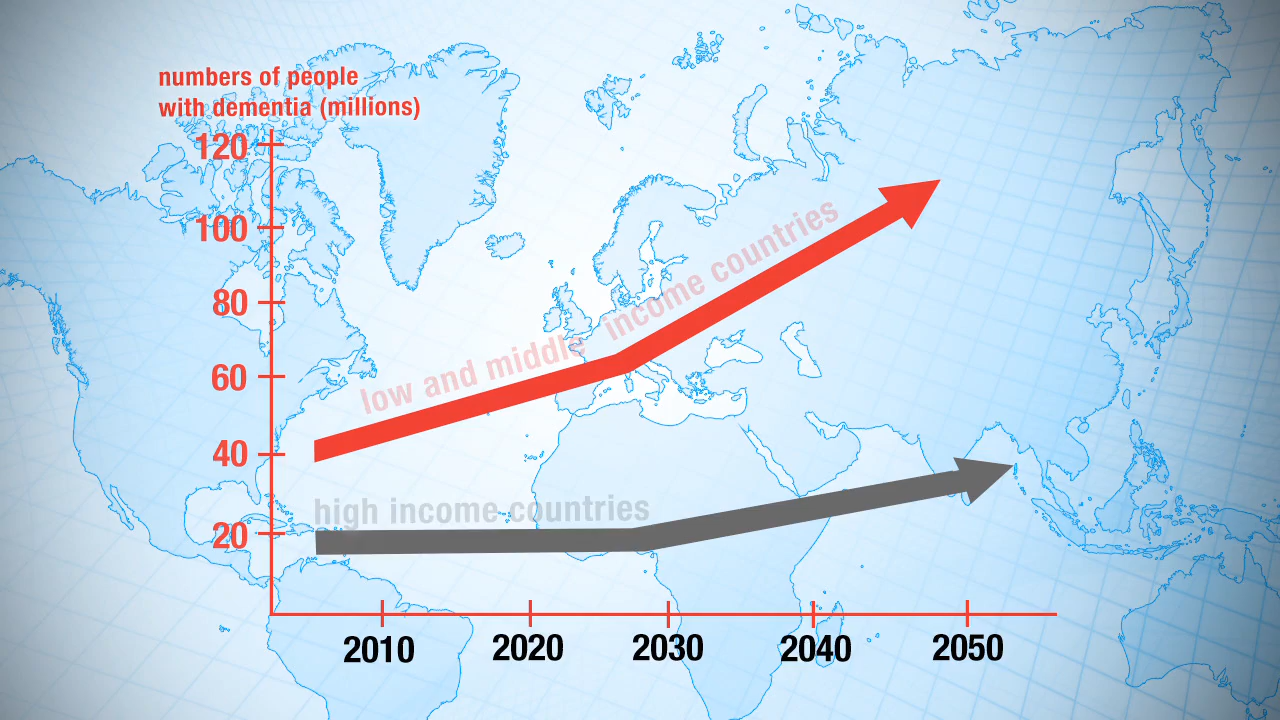 numbers of people
with dementia (millions)
120
100
80
60
40
20
low and middle income countries
high income countries
2010 2020 2030 2040 2050